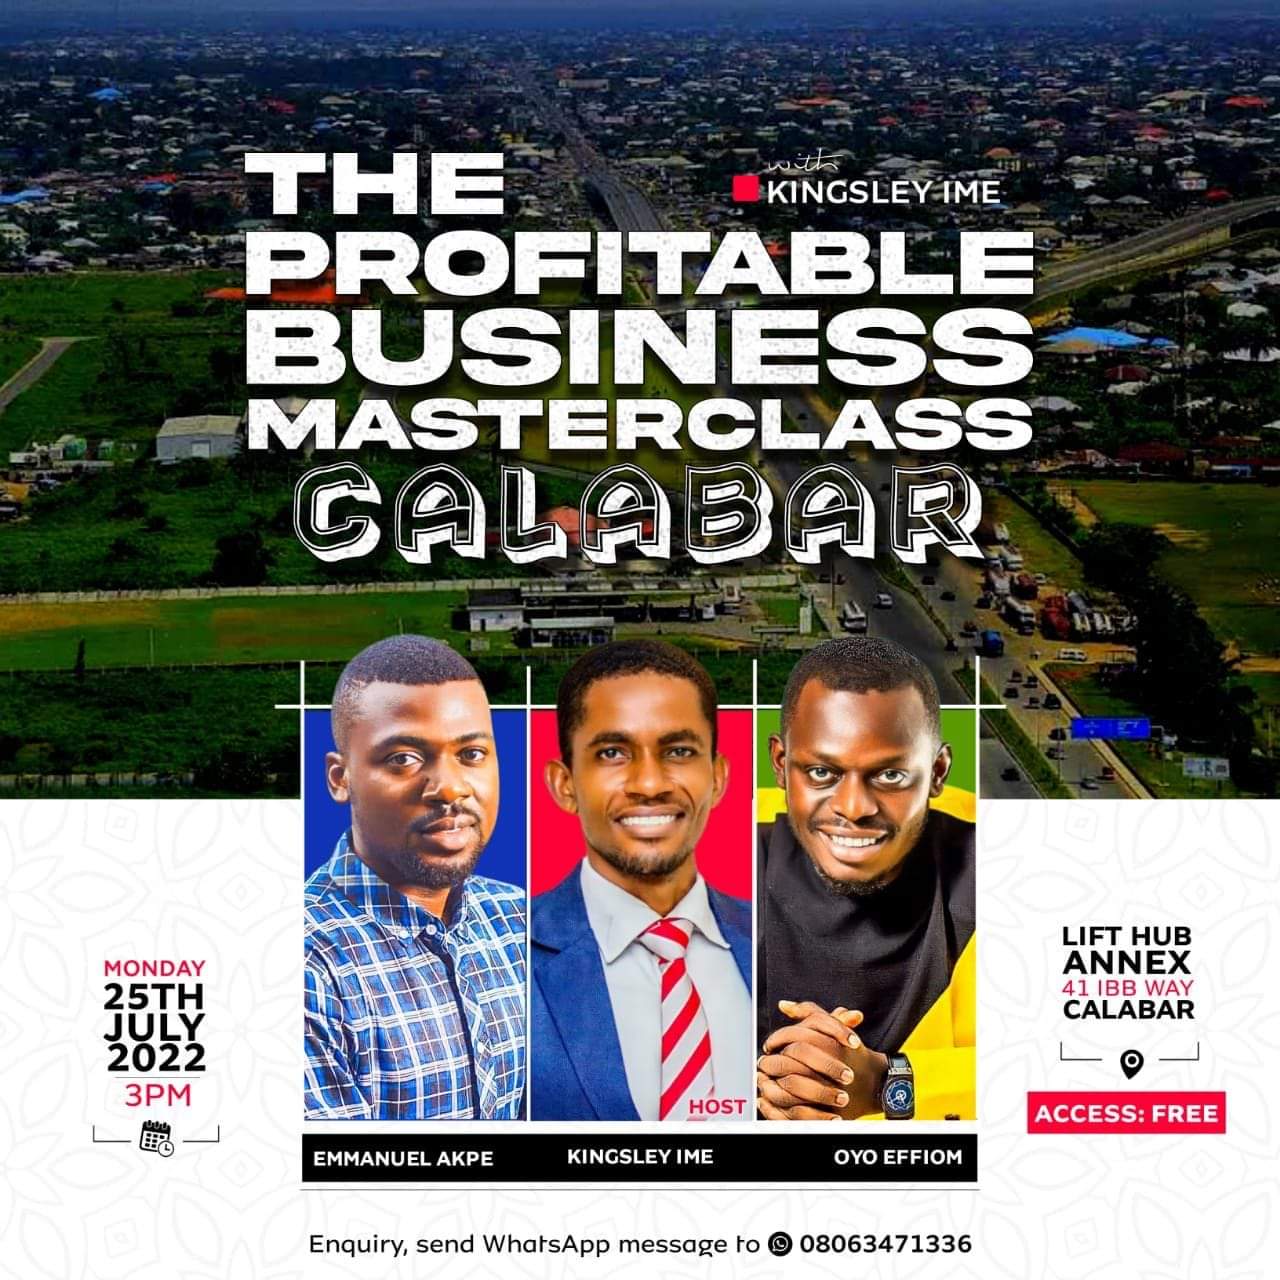 THE
with
KINGSLEY IME
PROFITABLE
BUSINESS
MASTERCLASS
CALABAR
MONDAY
25TH
JULY
2022
3PM
LIFT HUB
ANNEX
41 IBB WAY
CALABAR
ACCESS: FREE
HOST
EMMANUEL AKPE
KINGSLEY IME
OYO EFFIOM
Enquiry, send WhatsApp message to 08063471336